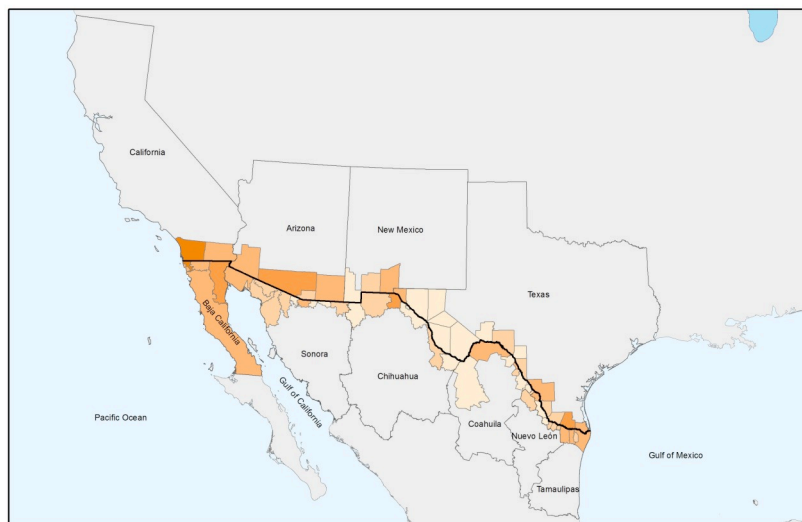 California
Arizona
New Mexico
Texas
Baja California
Sonora
Gulf of California
Chihuahua
Pacific Ocean
Coahuila
Nuevo León
Gulf of Mexico
Tamaulipas